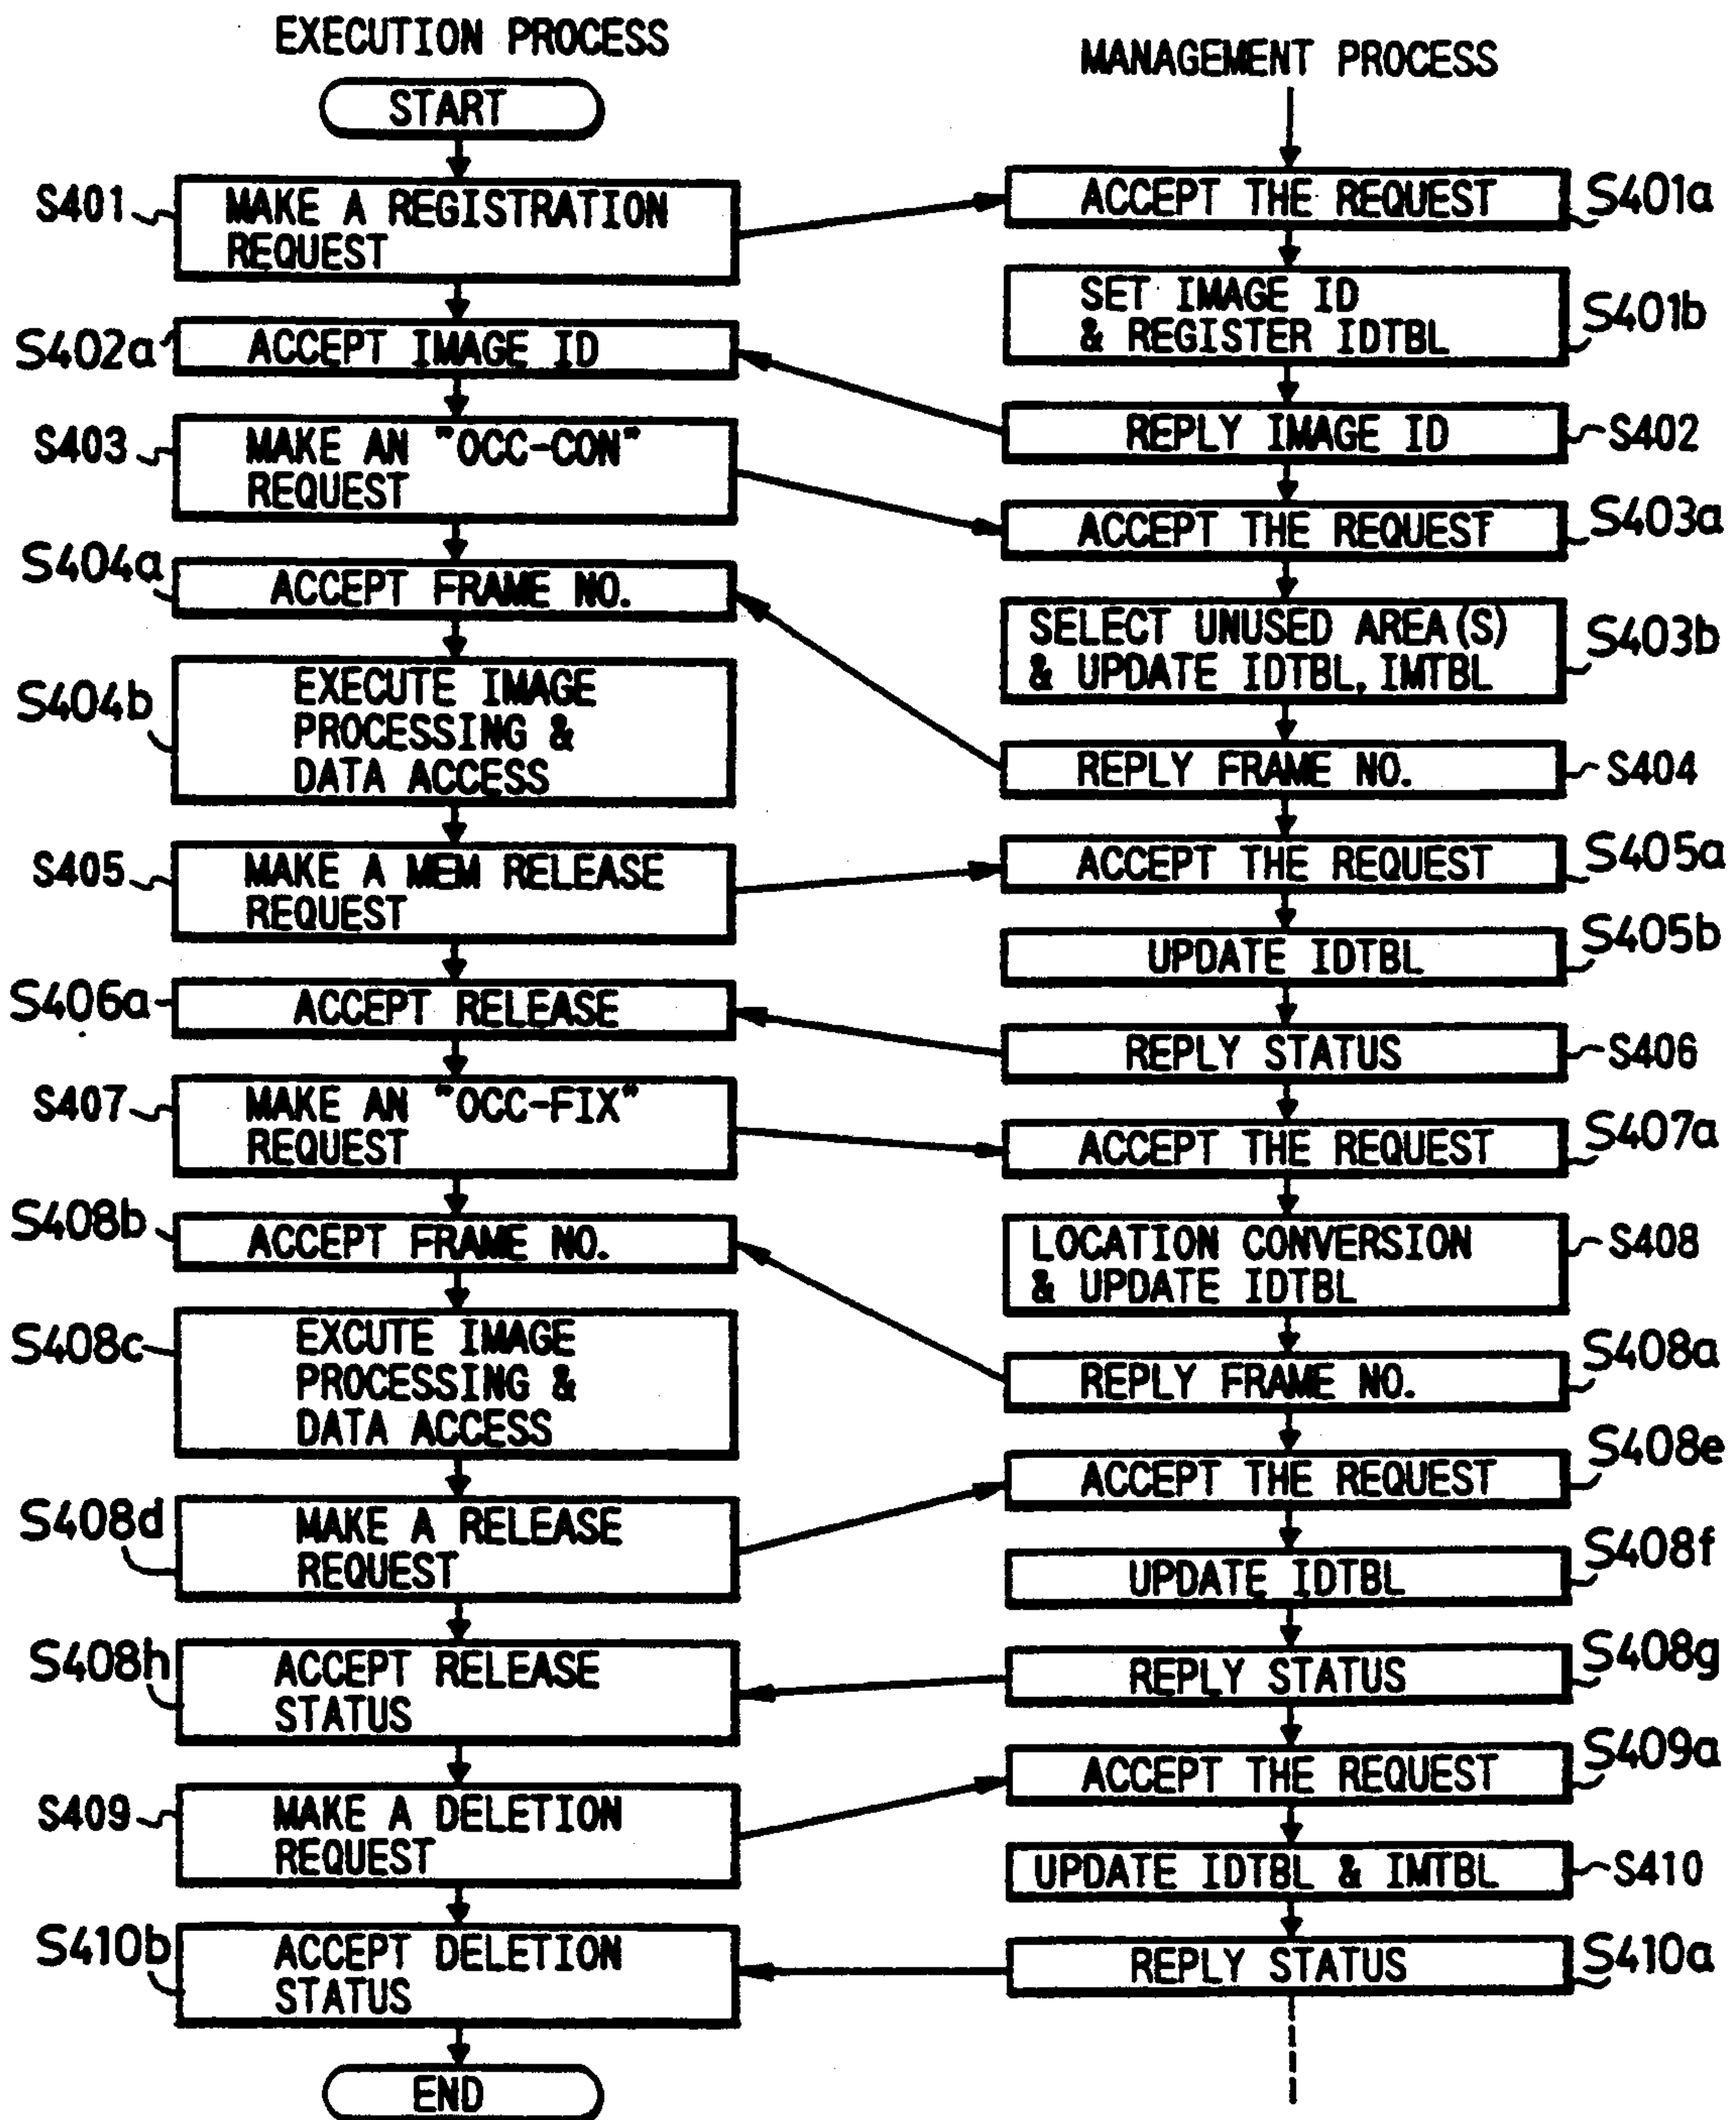 EXECUTION PROCESS
START
S401
MAKE A REGISTRATION
REQUEST
S402a
ACCEPT IMAGE ID
S403
MAKE AN "OCC-CON"
REQUEST
S404a
ACCEPT FRAME NO.
S404b
EXECUTE IMAGE
PROCESSING &
DATA ACCESS
S405
MAKE A MEM RELEASE
REQUEST
S406a
ACCEPT RELEASE
S407
MAKE AN "OCC-FIX"
REQUEST
S408b
ACCEPT FRAME NO.
S408c
EXCUTE IMAGE
PROCESSING &
DATA ACCESS
S408d
MAKE A RELEASE
REQUEST
S408h
ACCEPT RELEASE
STATUS
S409
MAKE A DELETION
REQUEST
S410b
ACCEPT DELETION
STATUS
END
MANAGEMENT PROCESS
ACCEPT THE REQUEST
S401a
SET IMAGE ID
& REGISTER IDTBL
S401b
REPLY IMAGE ID
S402
ACCEPT THE REQUEST
S403a
SELECT UNUSED AREA(S)
& UPDATE IDTBL, IMTBL
S403b
REPLY FRAME NO.
S404
ACCEPT THE REQUEST
S405a
UPDATE IDTBL
S405b
REPLY STATUS
S406
ACCEPT THE REQUEST
S407a
LOCATION CONVERSION
& UPDATE IDTBL
S408
REPLY FRAME NO.
S408a
ACCEPT THE REQUEST
S408e
UPDATE IDTBL
S408f
REPLY STATUS
S408g
ACCEPT THE REQUEST
S409a
UPDATE IDTBL & IMTBL
S410
REPLY STATUS
S410a